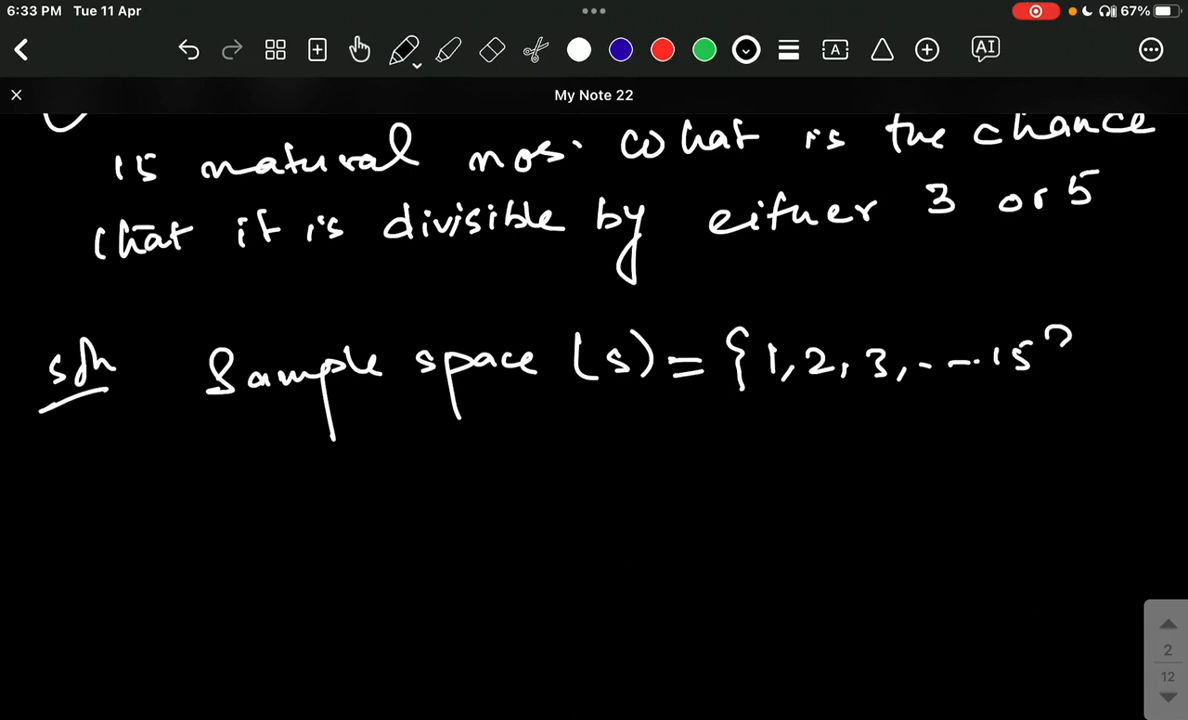 6:33 PM Tue 11 Apr
67%
A
AI
My Note 22
15 natural nos. what is the chance
that it is divisible by either 3 or 5
Soln Sample space (s) = {1, 2, 3, - - . 15}
2
12